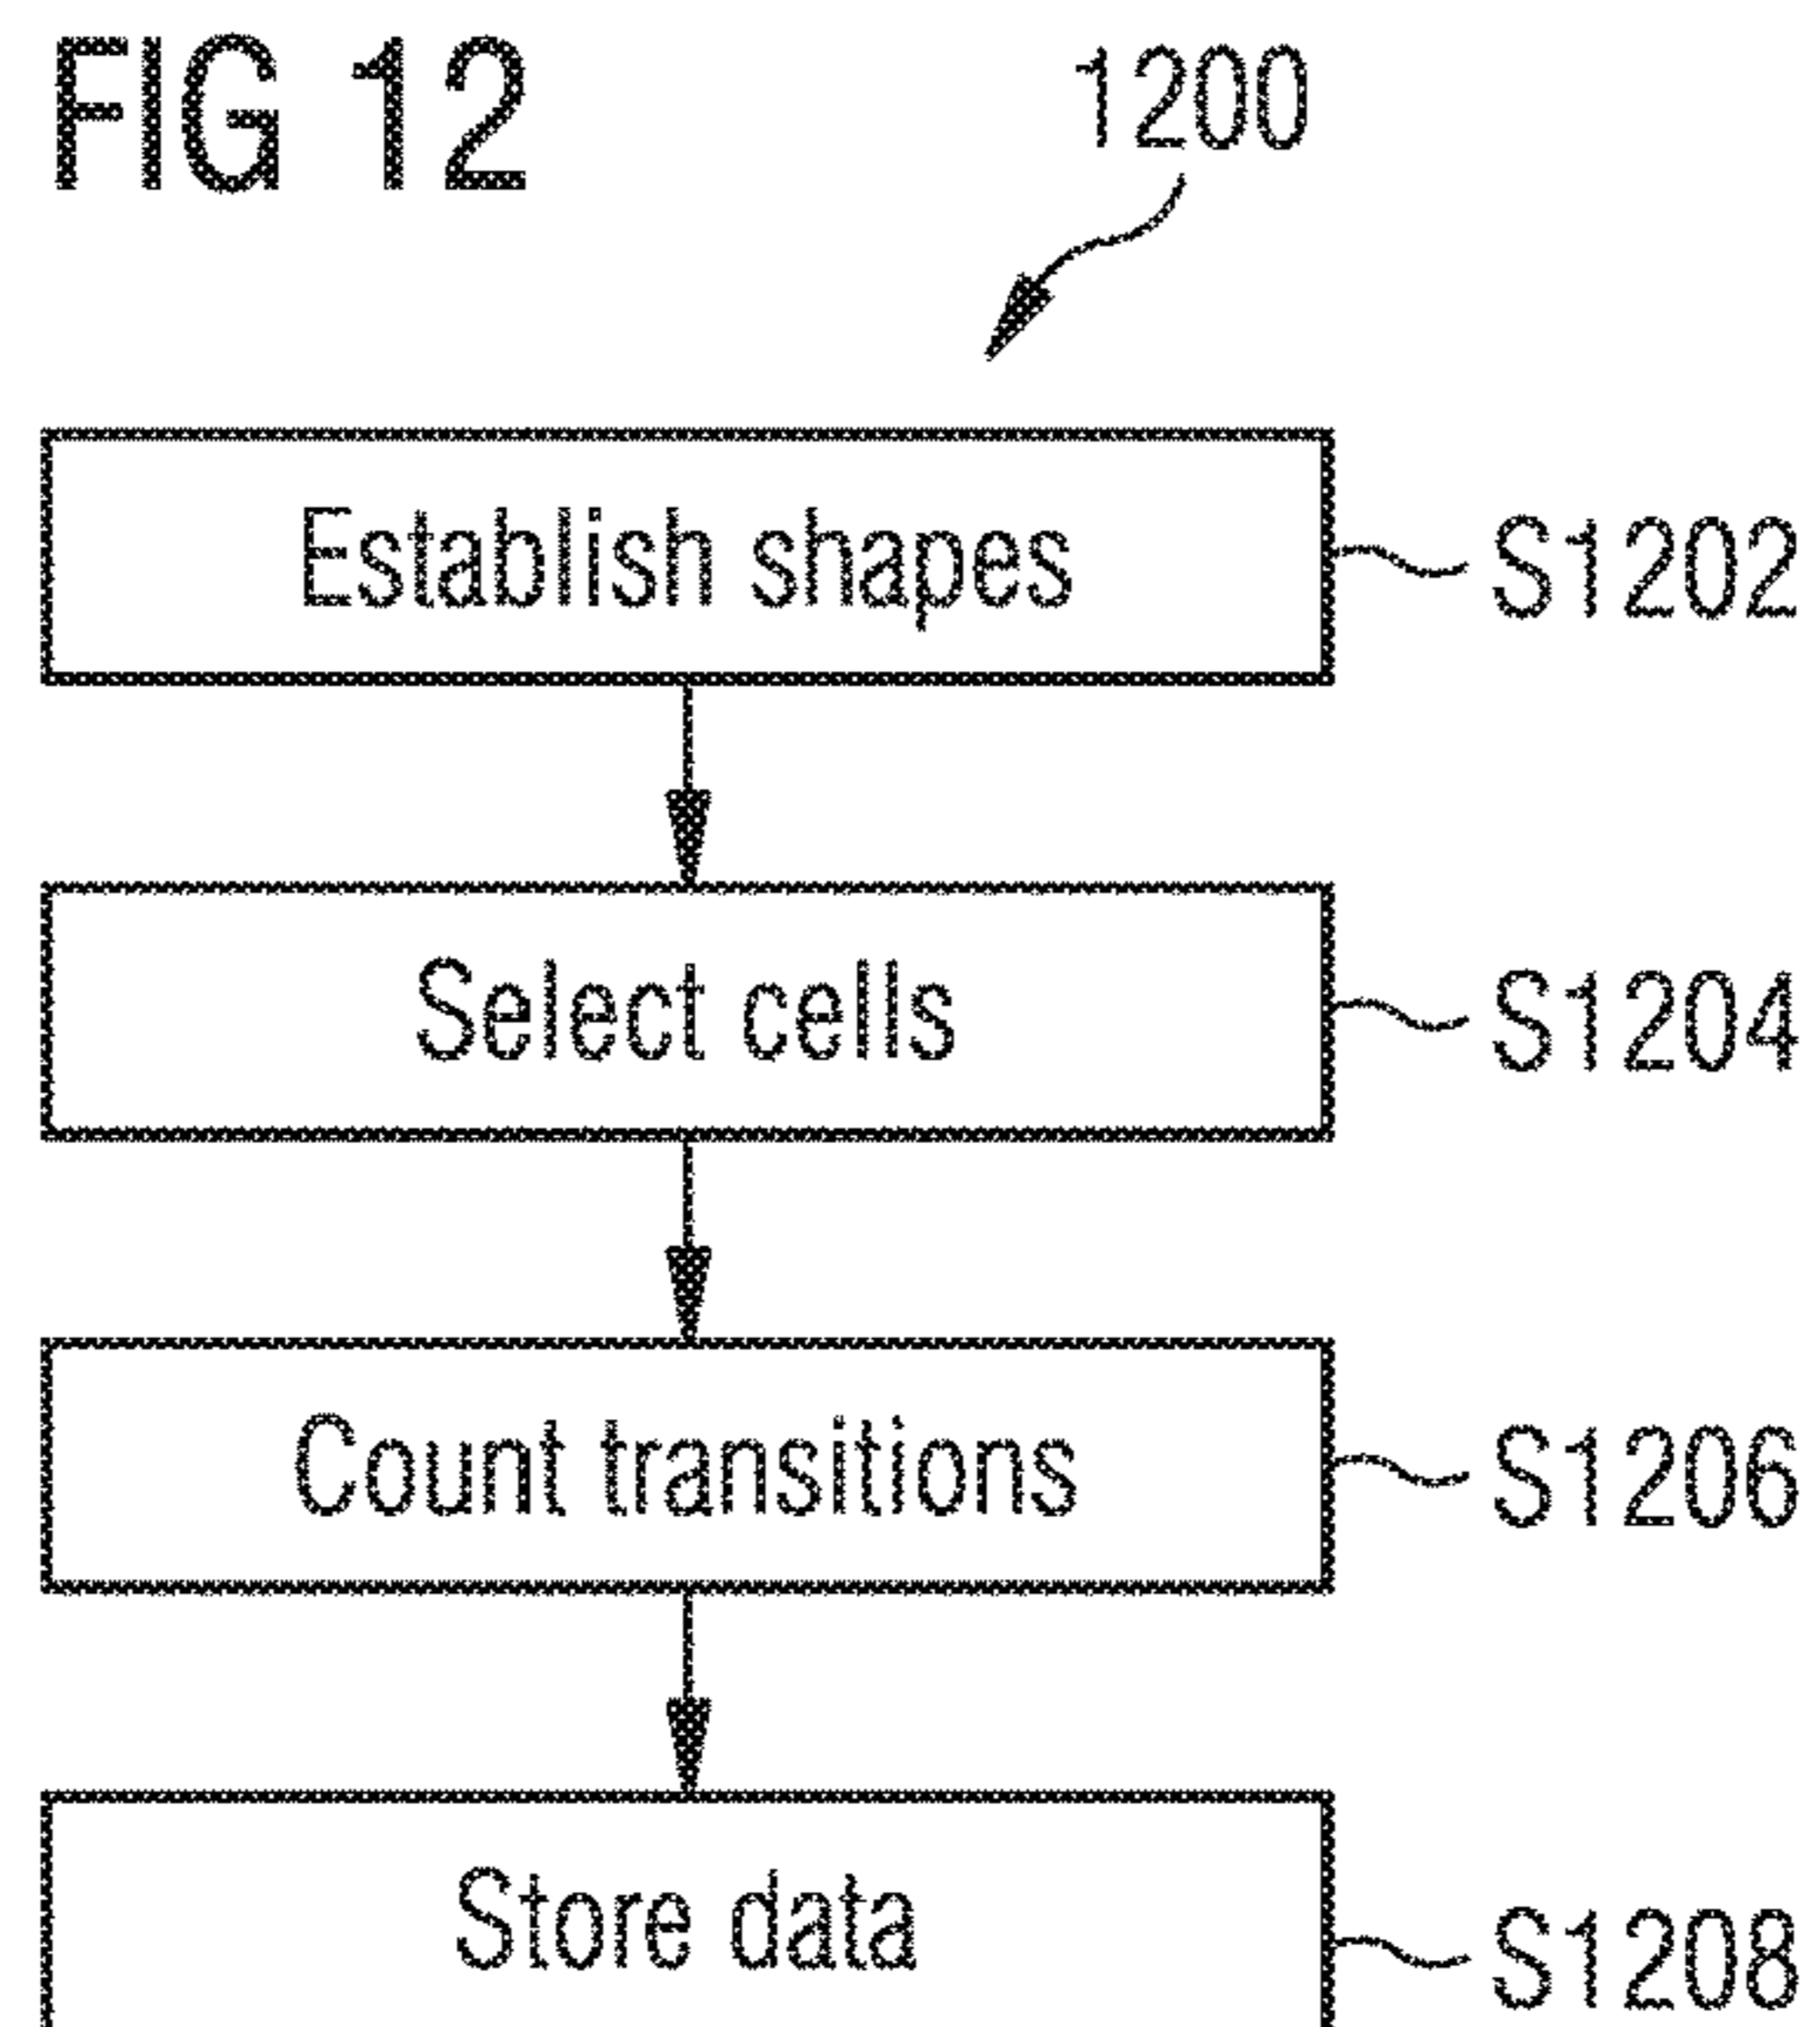 FIG 12
1200
Establish shapes
S1202
Select cells
S1204
Count transitions
S1206
Store data
S1208